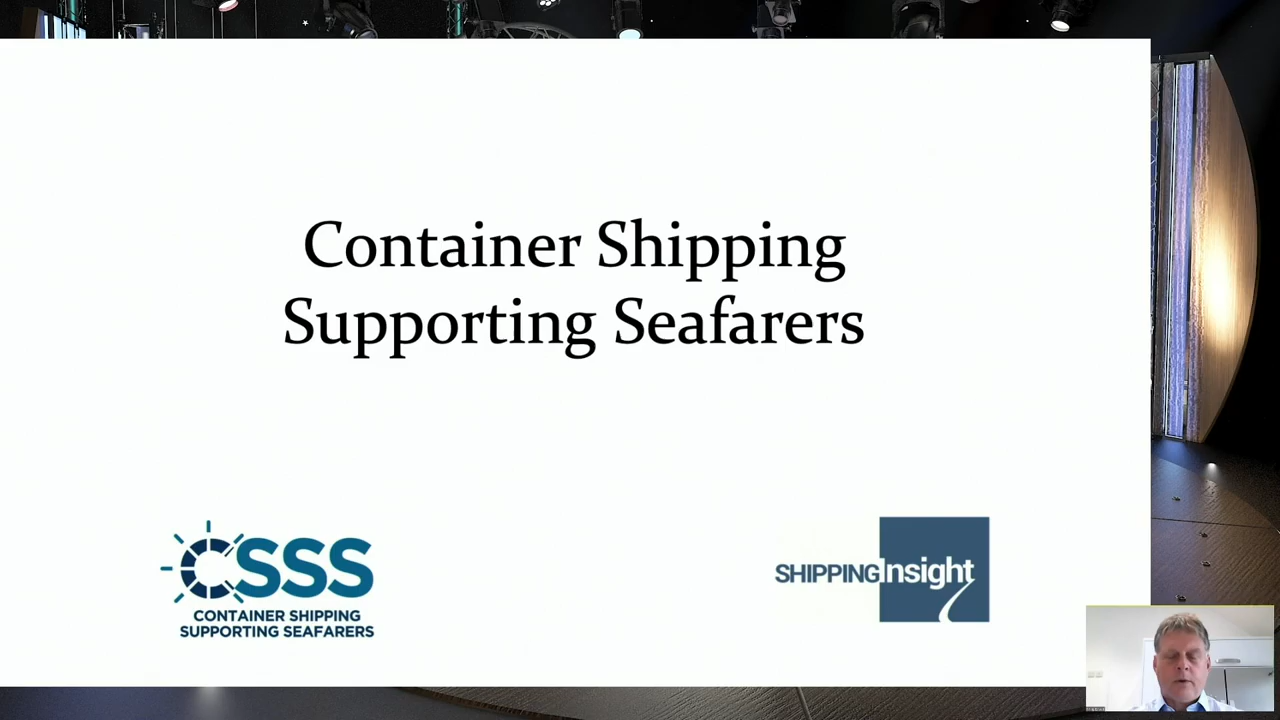 Container Shipping
Supporting Seafarers
CSSS
CONTAINER SHIPPING
SUPPORTING SEAFARERS
SHIPPINGInsight